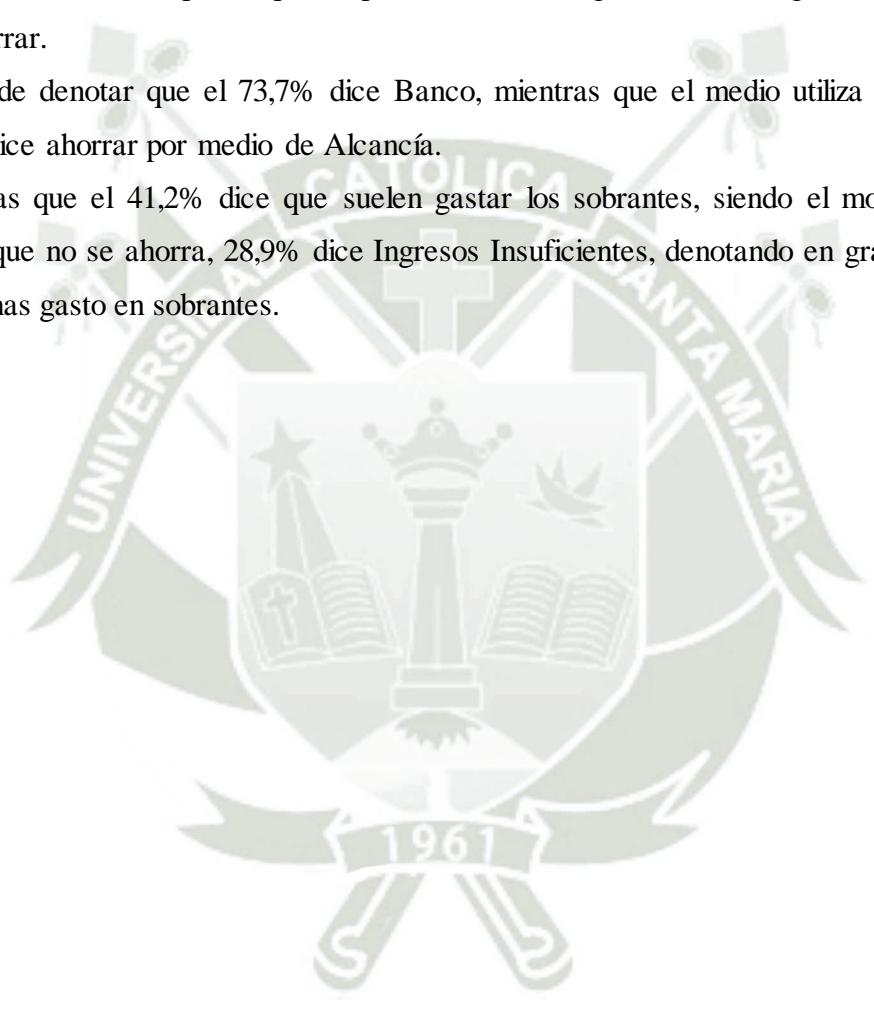 rrar.
de denotar que el 73,7% dice Banco, mientras que el medio utiliza
ice ahorrar por medio de Alcancía.
as que el 41,2% dice que suelen gastar los sobrantes, siendo el mo
que no se ahorra, 28,9% dice Ingresos Insuficientes, denotando en gra
nas gasto en sobrantes.
UNIVERSIDAD CATOLICA SANTA MARIA
1961